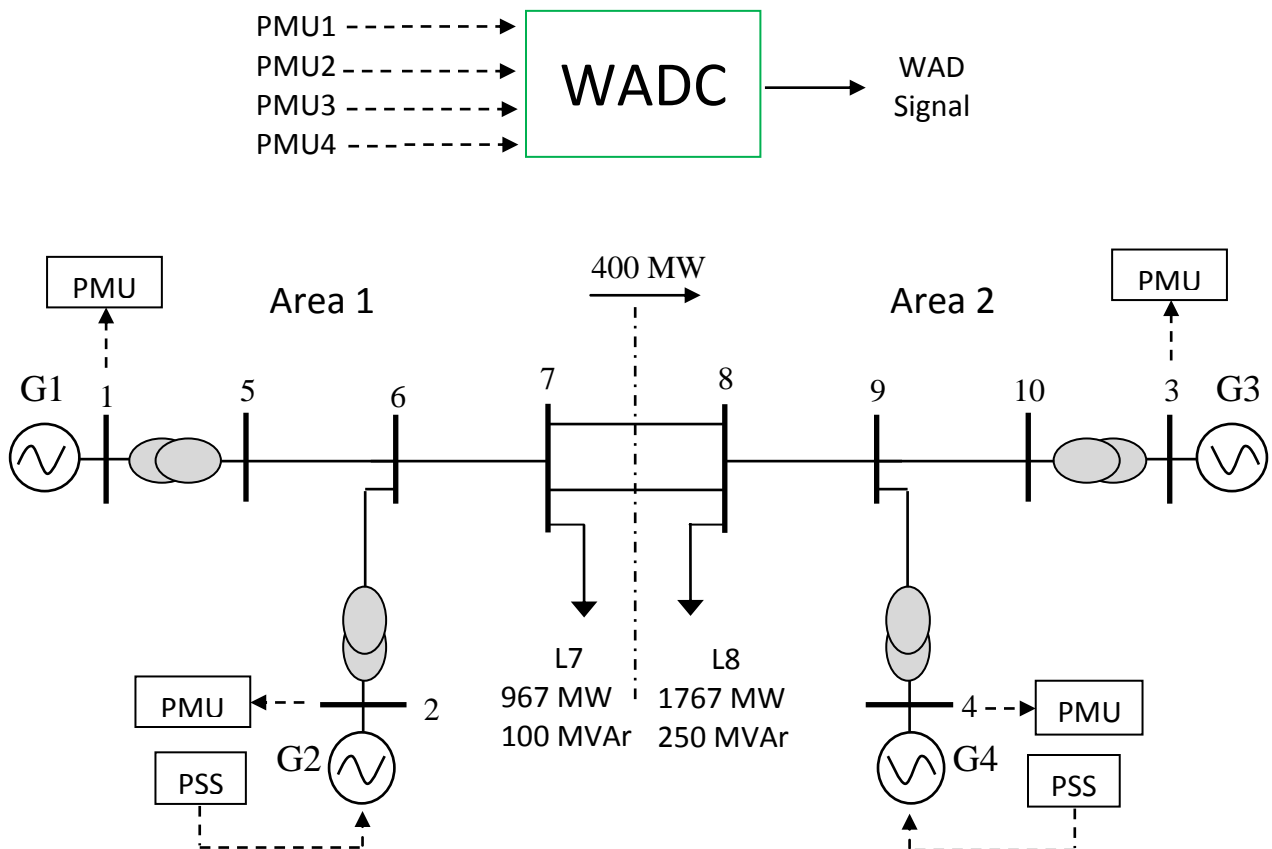 PMU1
PMU2
PMU3
PMU4
WADC
WAD
Signal
400 MW
PMU
Area 1
Area 2
PMU
G1
1
5
6
7
8
9
10
3
G3
L7
967 MW
100 MVAr
L8
1767 MW
250 MVAr
PMU
2
4
PMU
G2
G4
PSS
PSS